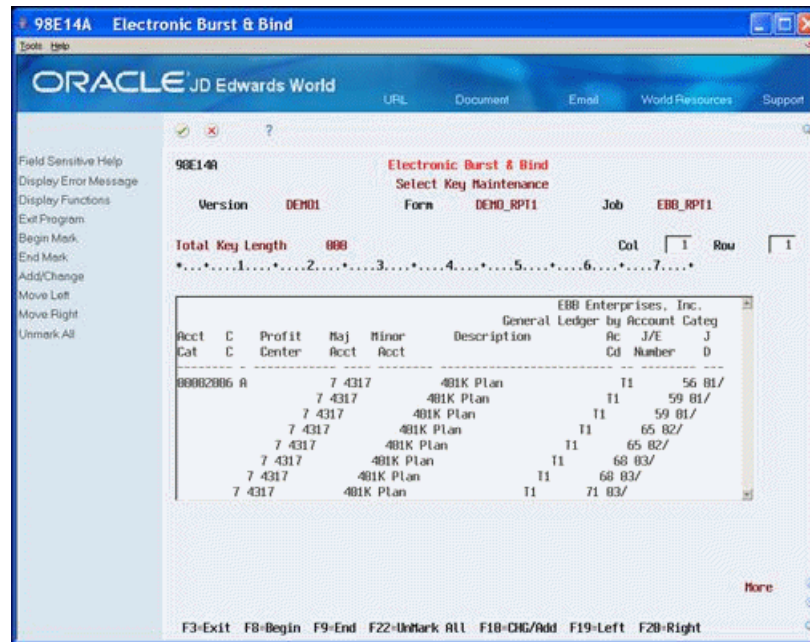 98E14A Electronic Burst & Bind
Tools Help
ORACLE JD Edwards World
URL Document Email World Resources Support
?
Field Sensitive Help
Display Error Message
Display Functions
Exit Program
Begin Mark
End Mark
Add/Change
Move Left
Move Right
Unmark All
98E14A Electronic Burst & Bind
Select Key Maintenance
Version DEMO1 Form DEMO_RPT1 Job EBB_RPT1
Total Key Length 000 Col 1 Row 1
*...+....1....+....2....+....3....+....4....+....5....+....6....+....7....+
EBB Enterprises, Inc.
General Ledger by Account Categ
Acct C Profit Maj Minor Description Ac J/E J
Cat C Center Acct Acct Cd Number D
00002006 A 7 4317 401K Plan T1 56 01/
7 4317 401K Plan T1 59 01/
7 4317 401K Plan T1 59 01/
7 4317 401K Plan T1 65 02/
7 4317 401K Plan T1 65 02/
7 4317 401K Plan T1 68 03/
7 4317 401K Plan T1 68 03/
7 4317 401K Plan T1 71 03/
More
F3=Exit F8=Begin F9=End F22=UnMark All F10=CHG/Add F19=Left F20=Right